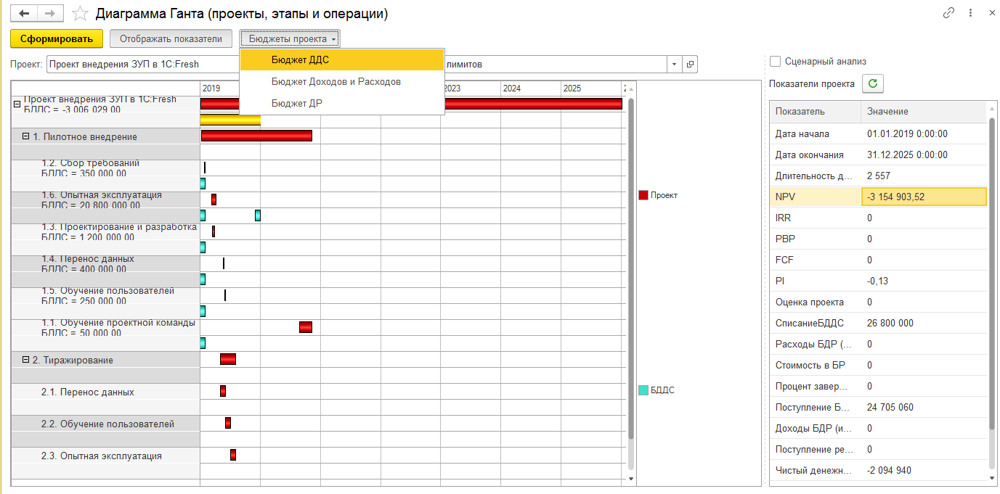 Диаграмма Ганта (проекты, этапы и операции)
Сформировать
Отображать показатели
Бюджеты проекта
Проект:
Проект внедрения ЗУП в 1С:Fresh
лимитов
Бюджет ДДС
Бюджет Доходов и Расходов
Бюджет ДР
Сценарный анализ
Показатели проекта
2019
2023
2024
2025
Проект внедрения ЗУП в 1С:Fresh
БДДС = -3 006 029,00
1. Пилотное внедрение
1.2. Сбор требований
БДДС = 350 000,00
1.6. Опытная эксплуатация
БДДС = 20 800 000,00
1.3. Проектирование и разработка
БДДС = 1 200 000,00
1.4. Перенос данных
БДДС = 400 000,00
1.5. Обучение пользователей
БДДС = 250 000,00
1.1. Обучение проектной команды
БДДС = 50 000,00
2. Тиражирование
2.1. Перенос данных
2.2. Обучение пользователей
2.3. Опытная эксплуатация
Проект
БДДС
Показатель Значение
Дата начала 01.01.2019 0:00:00
Дата окончания 31.12.2025 0:00:00
Длительность д... 2 557
NPV -3 154 903,52
IRR 0
PBP 0
FCF 0
PI -0,13
Оценка проекта 0
СписаниеБДДС 26 800 000
Расходы БДР (... 0
Стоимость в БР 0
Процент завер... 0
Поступление Б... 24 705 060
Доходы БДР (и... 0
Поступление ре... 0
Чистый денежн... -2 094 940